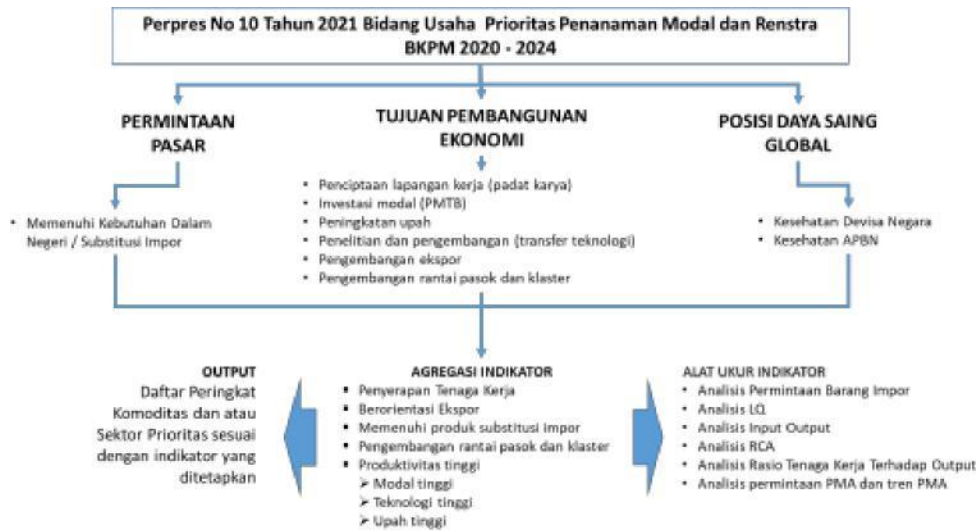 Perpres No 10 Tahun 2021 Bidang Usaha Prioritas Penanaman Modal dan Renstra
BKPM 2020 - 2024
PERMINTAAN
PASAR
• Memenuhi Kebutuhan Dalam
Negeri / Substitusi Impor
TUJUAN PEMBANGUNAN
EKONOMI
• Penciptaan lapangan kerja (padat karya)
• Investasi modal (PMTB)
• Peningkatan upah
• Penelitian dan pengembangan (transfer teknologi)
• Pengembangan ekspor
• Pengembangan rantai pasok dan klaster
POSISI DAYA SAING
GLOBAL
• Kesehatan Devisa Negara
• Kesehatan APBN
OUTPUT
Daftar Peringkat
Komoditas dan atau
Sektor Prioritas sesuai
dengan indikator yang
ditetapkan
AGREGASI INDIKATOR
▪ Penyerapan Tenaga Kerja
▪ Berorientasi Ekspor
▪ Memenuhi produk substitusi impor
▪ Pengembangan rantai pasok dan klaster
▪ Produktivitas tinggi
➢ Modal tinggi
➢ Teknologi tinggi
➢ Upah tinggi
ALAT UKUR INDIKATOR
• Analisis Permintaan Barang Impor
• Analisis LQ
• Analisis Input Output
• Analisis RCA
• Analisis Rasio Tenaga Kerja Terhadap Output
• Analisis permintaan PMA dan tren PMA